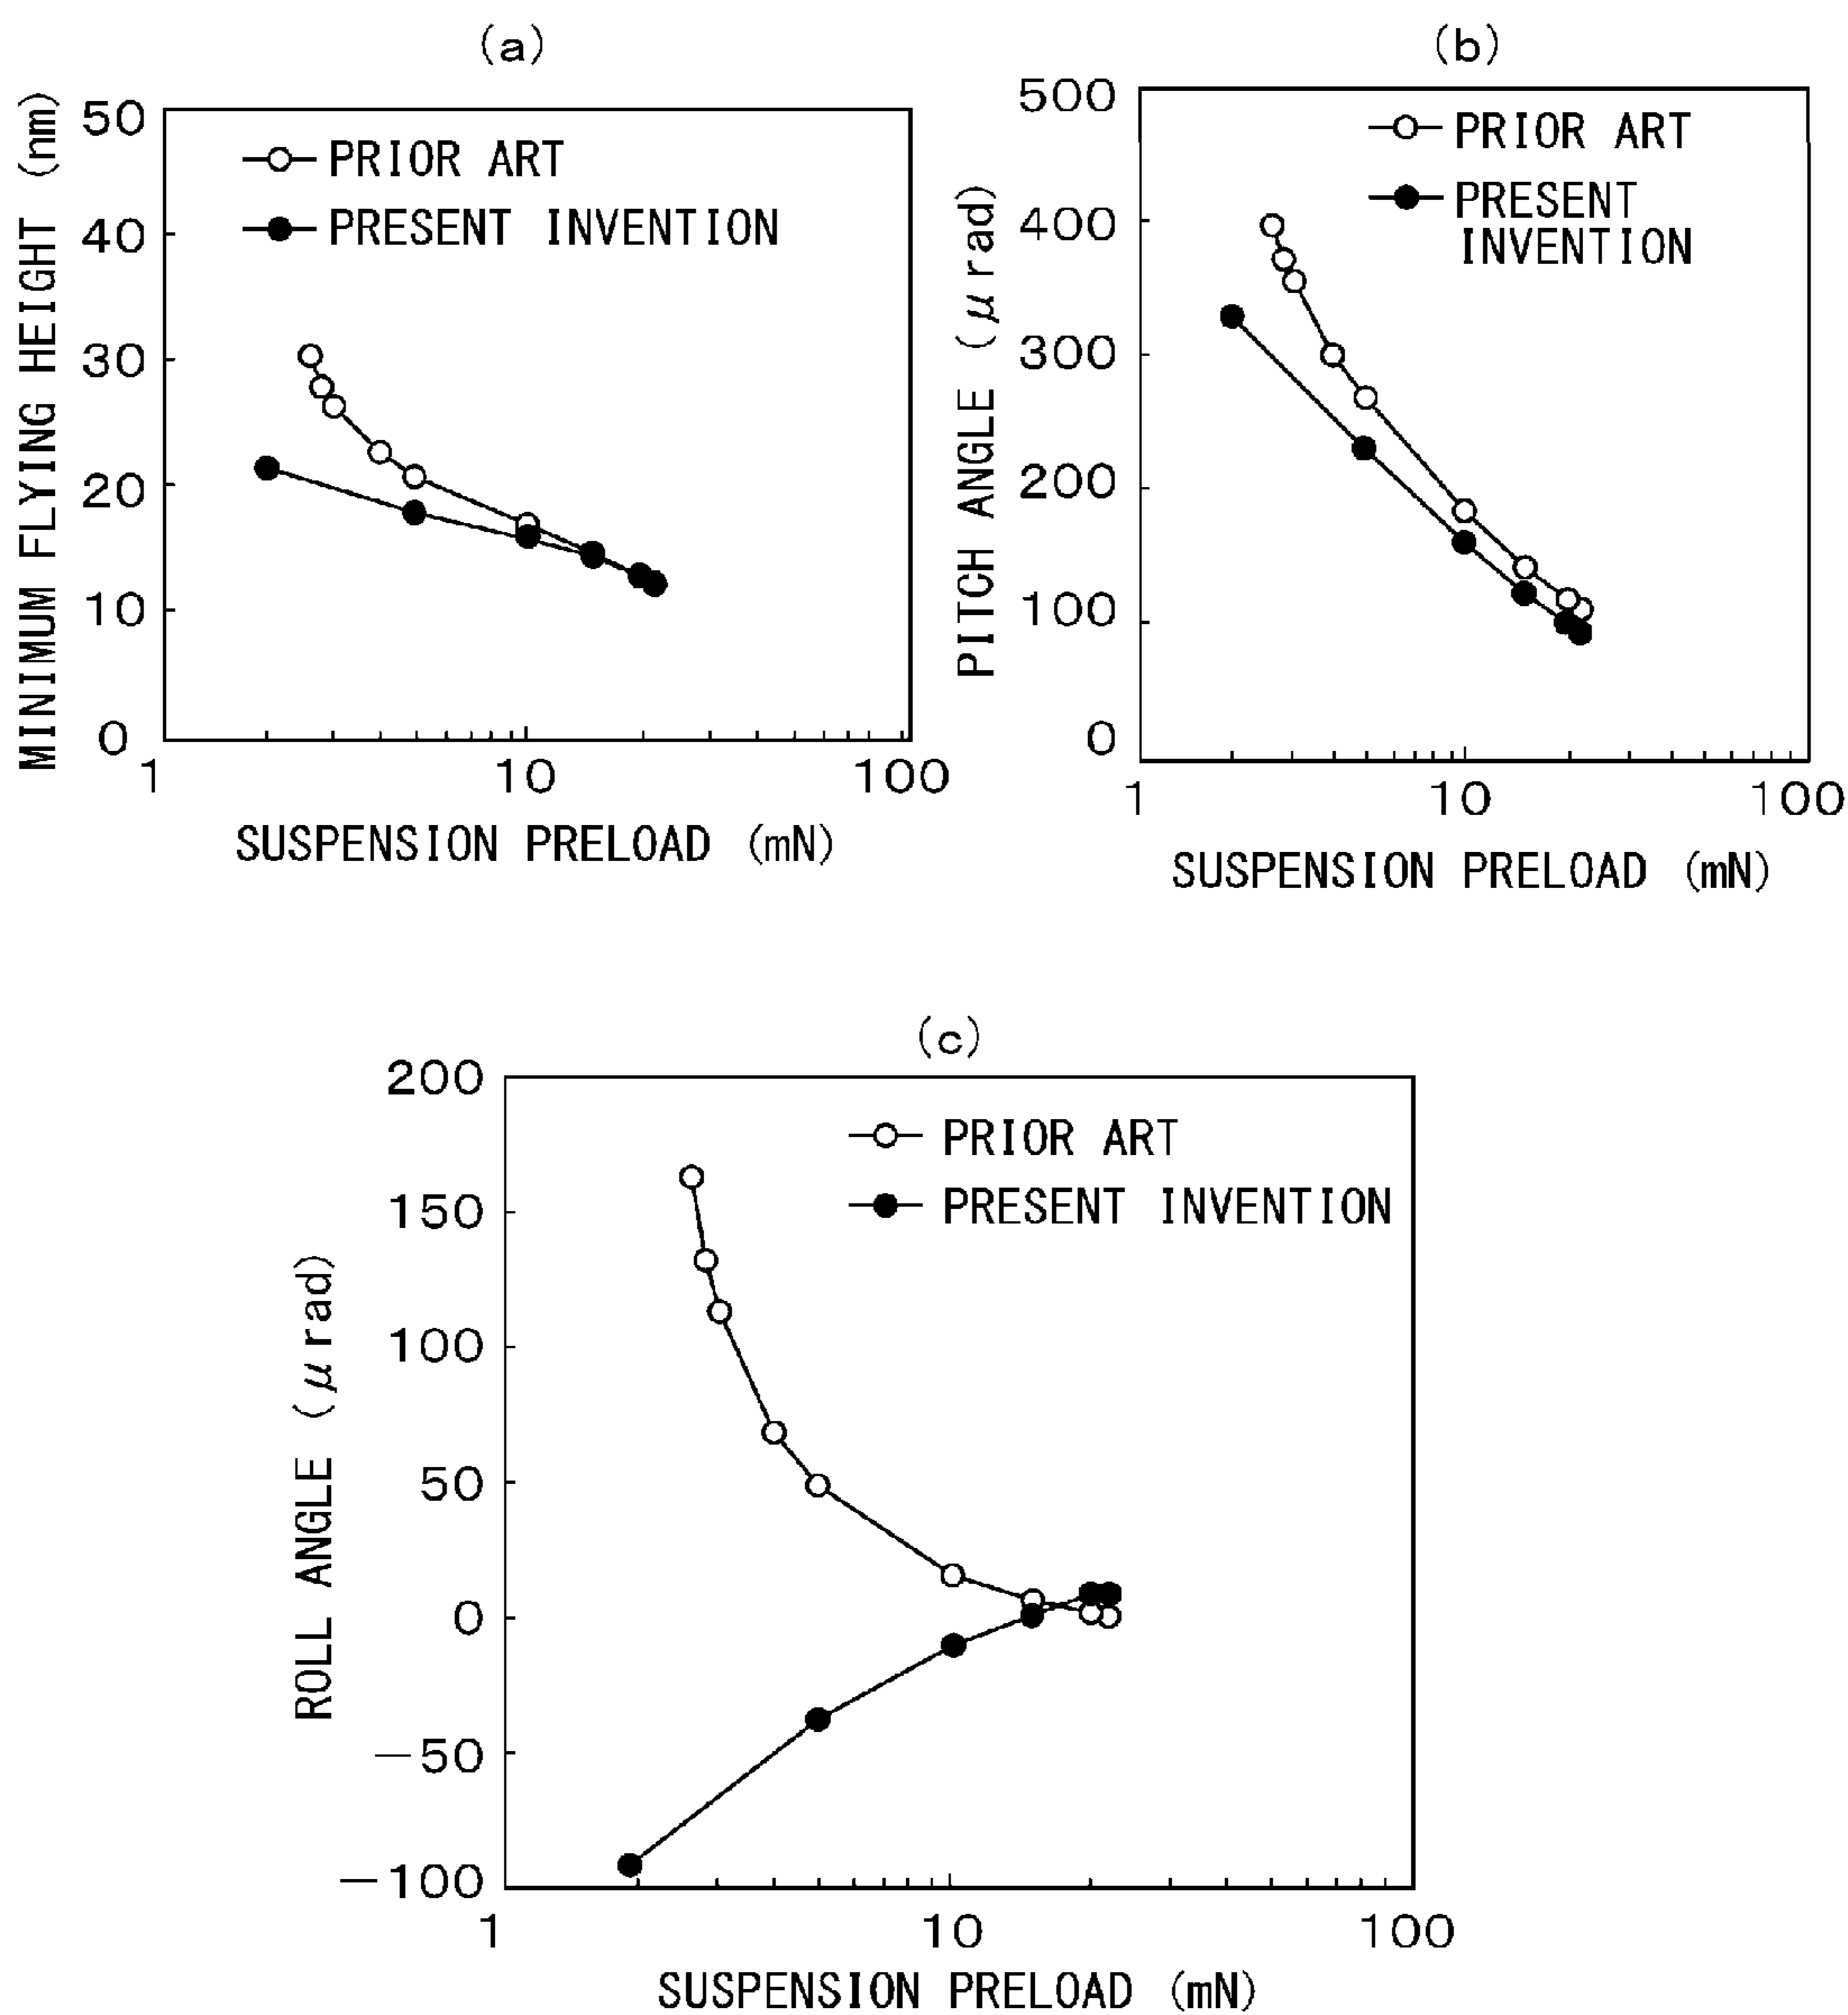 (a)
MINIMUM FLYING HEIGHT (nm)
50
40
30
20
10
0
PRIOR ART
PRESENT INVENTION
1 10 100
SUSPENSION PRELOAD (mN)
(b)
PITCH ANGLE (μrad)
500
400
300
200
100
0
PRIOR ART
PRESENT
INVENTION
1 10 100
SUSPENSION PRELOAD (mN)
(c)
ROLL ANGLE (μrad)
200
150
100
50
0
-50
-100
PRIOR ART
PRESENT INVENTION
1 10 100
SUSPENSION PRELOAD (mN)